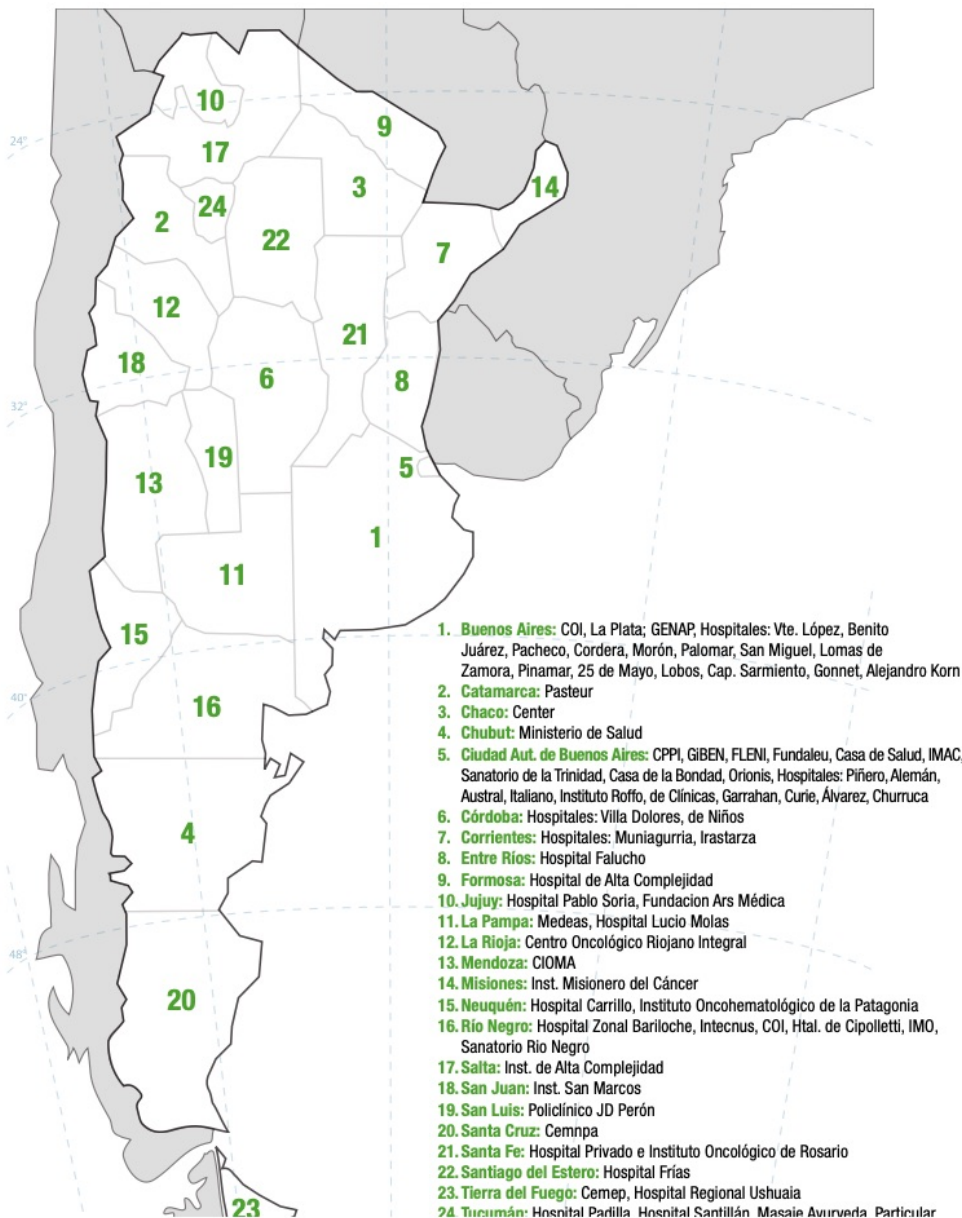 10
9
24°
17
14
3
24
2
22
7
12
21
18
6
8
32°
19
5
13
1
11
15
40°
16
4
48°
20
23
1. Buenos Aires: COI, La Plata; GENAP, Hospitales: Vte. López, Benito
Juárez, Pacheco, Cordera, Morón, Palomar, San Miguel, Lomas de
Zamora, Pinamar, 25 de Mayo, Lobos, Cap. Sarmiento, Gonnet, Alejandro Korn
2. Catamarca: Pasteur
3. Chaco: Center
4. Chubut: Ministerio de Salud
5. Ciudad Aut. de Buenos Aires: CPPI, GiBEN, FLENI, Fundaleu, Casa de Salud, IMAC,
Sanatorio de la Trinidad, Casa de la Bondad, Orionis, Hospitales: Piñero, Alemán,
Austral, Italiano, Instituto Roffo, de Clínicas, Garrahan, Curie, Álvarez, Churruca
6. Córdoba: Hospitales: Villa Dolores, de Niños
7. Corrientes: Hospitales: Muniagurria, Irastarza
8. Entre Ríos: Hospital Falucho
9. Formosa: Hospital de Alta Complejidad
10. Jujuy: Hospital Pablo Soria, Fundacion Ars Médica
11. La Pampa: Medeas, Hospital Lucio Molas
12. La Rioja: Centro Oncológico Riojano Integral
13. Mendoza: CIOMA
14. Misiones: Inst. Misionero del Cáncer
15. Neuquén: Hospital Carrillo, Instituto Oncohematológico de la Patagonia
16. Río Negro: Hospital Zonal Bariloche, Intecnus, COI, Htal. de Cipolletti, IMO,
Sanatorio Rio Negro
17. Salta: Inst. de Alta Complejidad
18. San Juan: Inst. San Marcos
19. San Luis: Policlínico JD Perón
20. Santa Cruz: Cemnpa
21. Santa Fe: Hospital Privado e Instituto Oncológico de Rosario
22. Santiago del Estero: Hospital Frías
23. Tierra del Fuego: Cemep, Hospital Regional Ushuaia
24. Tucumán: Hospital Padilla, Hospital Santillán, Masaje Ayurveda, Particular